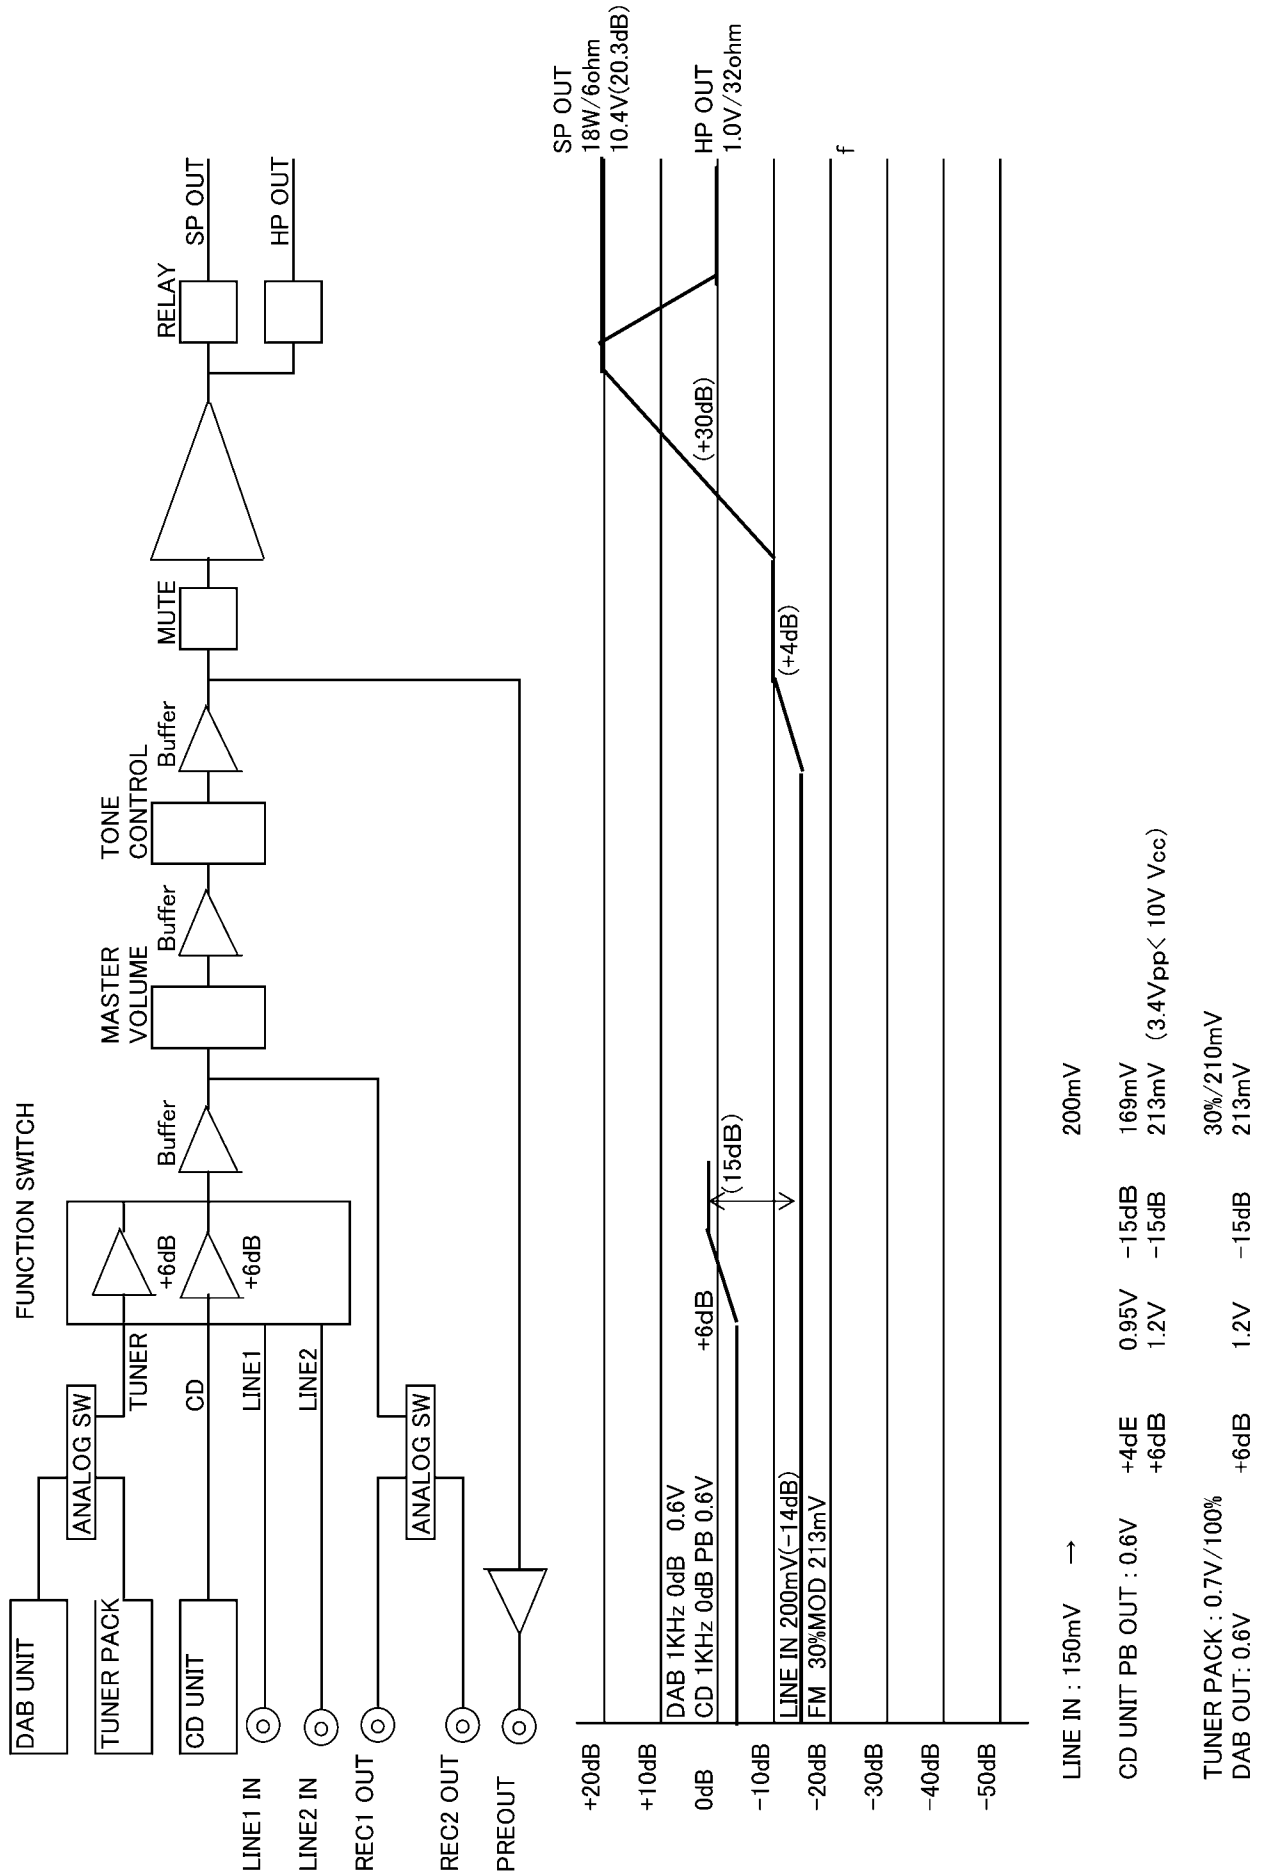 FUNCTION SWITCH
DAB UNIT
TUNER PACK
CD UNIT
ANALOG SW
TUNER
CD
LINE1
LINE2
+6dB
+6dB
Buffer
MASTER
VOLUME
Buffer
TONE
CONTROL
Buffer
MUTE
RELAY
SP OUT
HP OUT
LINE1 IN
LINE2 IN
REC1 OUT
REC2 OUT
PREOUT
ANALOG SW
+20dB
+10dB
0dB
-10dB
-20dB
-30dB
-40dB
-50dB
DAB 1KHz 0dB 0.6V
CD 1KHz 0dB PB 0.6V
LINE IN 200mV(-14dB)
FM 30%MOD 213mV
+6dB
(15dB)
(+4dB)
(+30dB)
SP OUT
18W/6ohm
10.4V(20.3dB)
HP OUT
1.0V/32ohm
f
LINE IN : 150mV → 200mV
CD UNIT PB OUT : 0.6V +4dE 0.95V -15dB 169mV
+6dB 1.2V -15dB 213mV (3.4Vpp< 10V Vcc)
TUNER PACK : 0.7V/100% 30%/210mV
DAB OUT: 0.6V +6dB 1.2V -15dB 213mV